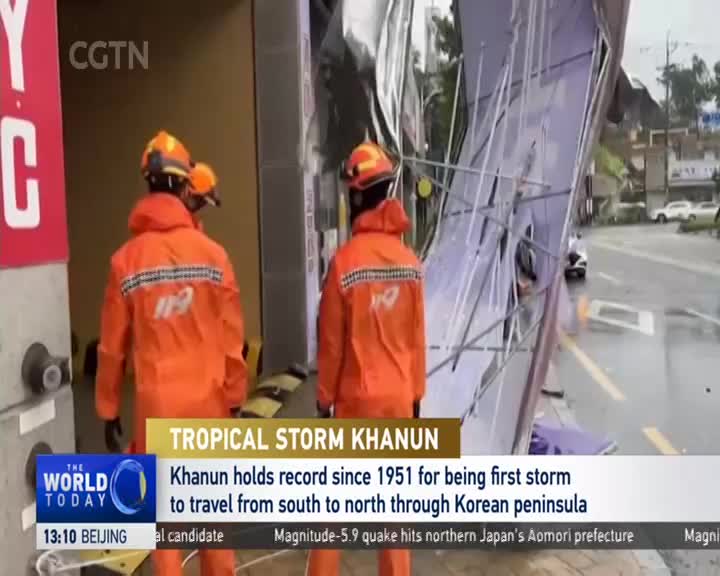 CGTN
Y
C
119
119
TROPICAL STORM KHANUN
Khanun holds record since 1951 for being first storm
to travel from south to north through Korean peninsula
THE
WORLD
TODAY
13:10 BEIJING
al candidate Magnitude-5.9 quake hits northern Japan's Aomori prefecture Magni